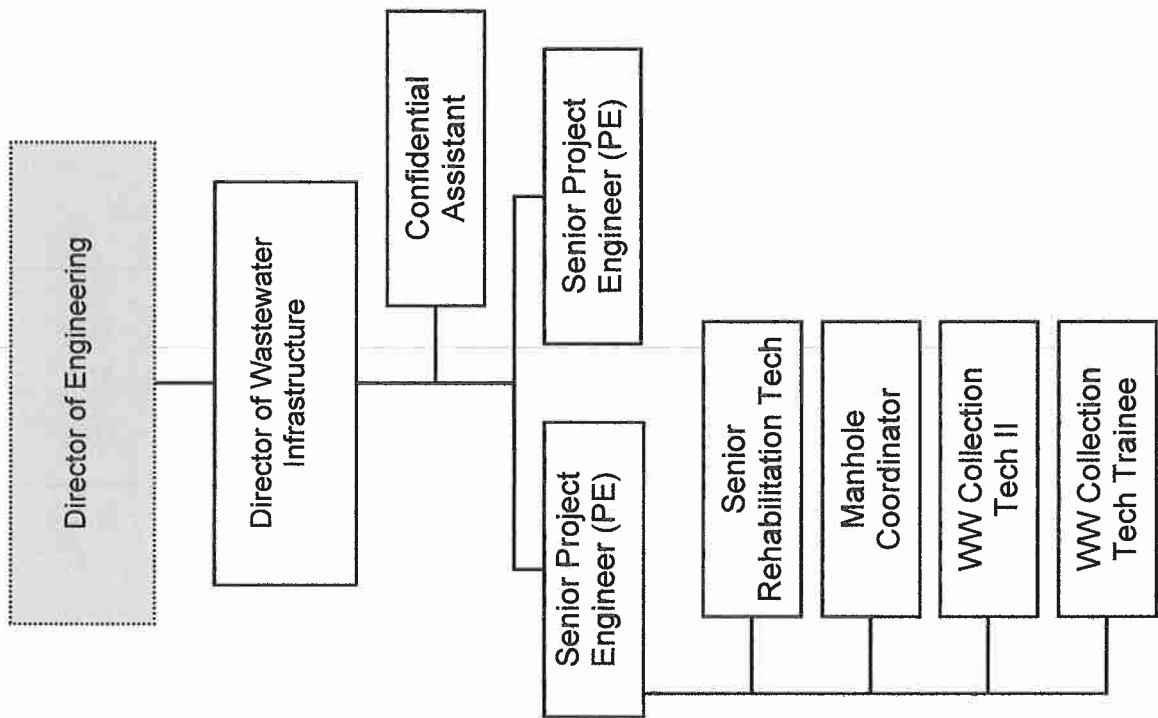 Director of Engineering
Director of Wastewater
Infrastructure
Confidential
Assistant
Senior Project
Engineer (PE)
Senior Project
Engineer (PE)
Senior
Rehabilitation Tech
Manhole
Coordinator
WW Collection
Tech II
WW Collection
Tech Trainee